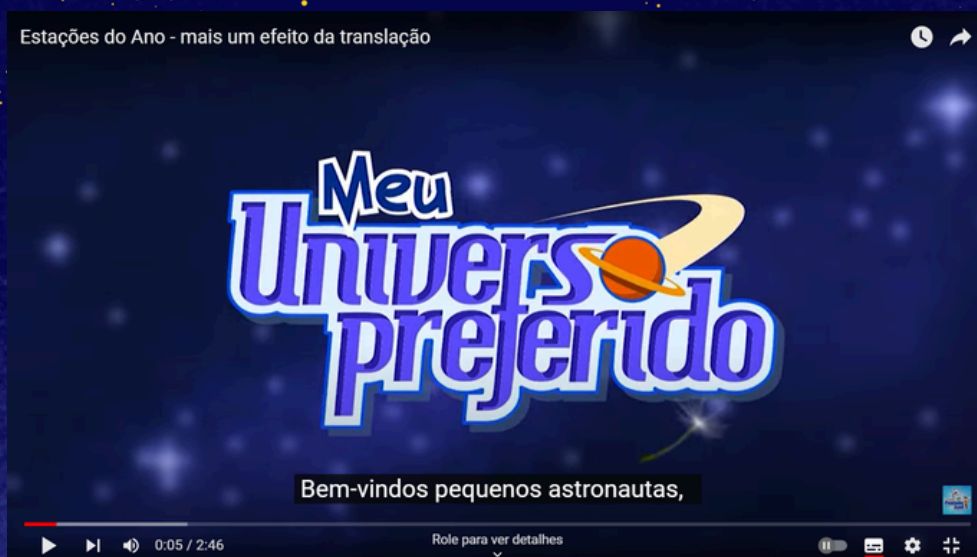 Estações do Ano - mais um efeito da translação
Meu
Universo
preferido
Bem-vindos pequenos astronautas,
0:05 / 2:46
Role para ver detalhes